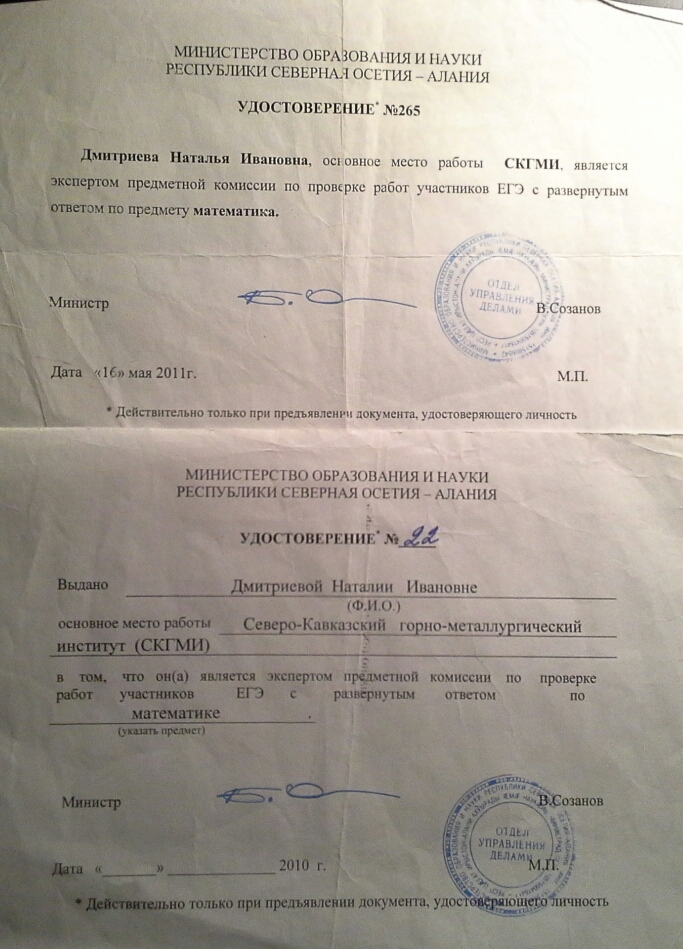 МИНИСТЕРСТВО ОБРАЗОВАНИЯ И НАУКИ
РЕСПУБЛИКИ СЕВЕРНАЯ ОСЕТИЯ – АЛАНИЯ
УДОСТОВЕРЕНИЕ* №265
Дмитриева Наталья Ивановна, основное место работы СКГМИ, является
экспертом предметной комиссии по проверке работ участников ЕГЭ с развернутым
ответом по предмету математика.
ОТДЕЛ
УПРАВЛЕНИЯ
ДЕЛАМИ
Министр
В.Созанов
Дата «16» мая 2011г.
М.П.
* Действительно только при предъявлении документа, удостоверяющего личность
МИНИСТЕРСТВО ОБРАЗОВАНИЯ И НАУКИ
РЕСПУБЛИКИ СЕВЕРНАЯ ОСЕТИЯ – АЛАНИЯ
УДОСТОВЕРЕНИЕ* № 22
Выдано Дмитриевой Наталии Ивановне
(Ф.И.О.)
основное место работы Северо-Кавказский горно-металлургический
институт (СКГМИ)
в том, что он(а) является экспертом предметной комиссии по проверке
работ участников ЕГЭ с развернутым ответом по
математике .
(указать предмет)
Министр
В.Созанов
ОТДЕЛ
УПРАВЛЕНИЯ
ДЕЛАМИ
Дата «______» ____________ 2010 г.
М.П.
* Действительно только при предъявлении документа, удостоверяющего личность